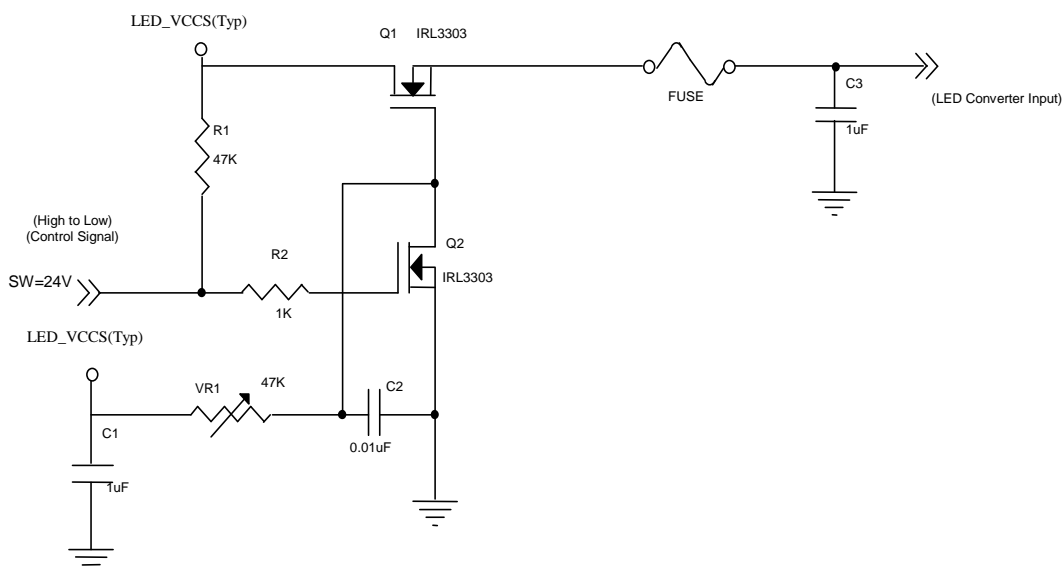 LED_VCCS(Typ)
Q1 IRL3303
FUSE
C3
1uF
(LED Converter Input)
R1
47K
(High to Low)
(Control Signal)
SW=24V
R2
1K
Q2
IRL3303
LED_VCCS(Typ)
VR1 47K
C2
0.01uF
C1
1uF